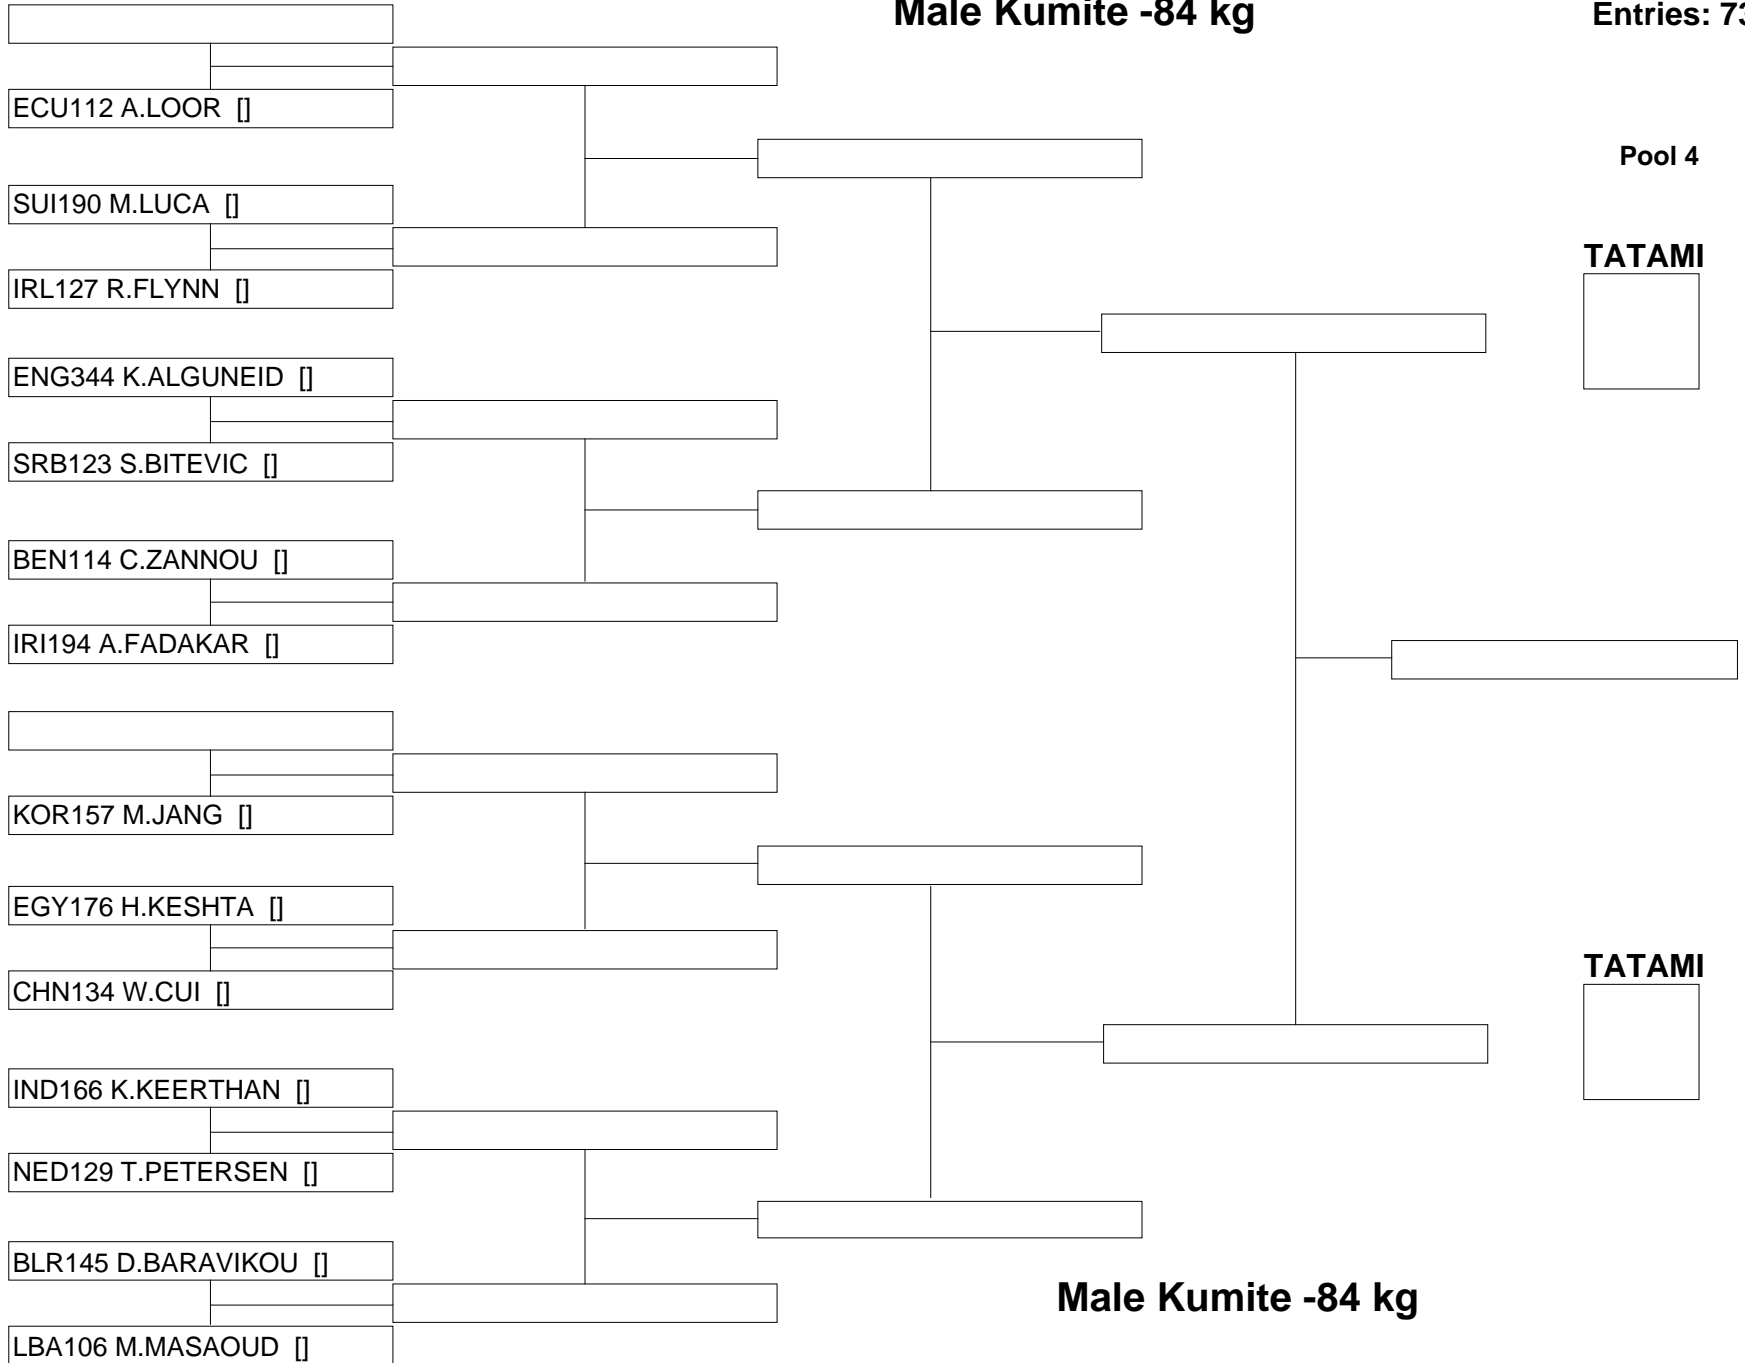 Male Kumite -84 kg
Entries: 73
ECU112 A.LOOR []
Pool 4
SUI190 M.LUCA []
TATAMI
IRL127 R.FLYNN []
ENG344 K.ALGUNEID []
SRB123 S.BITEVIC []
BEN114 C.ZANNOU []
IRI194 A.FADAKAR []
KOR157 M.JANG []
EGY176 H.KESHTA []
TATAMI
CHN134 W.CUI []
IND166 K.KEERTHAN []
NED129 T.PETERSEN []
BLR145 D.BARAVIKOU []
Male Kumite -84 kg
LBA106 M.MASAOUD []